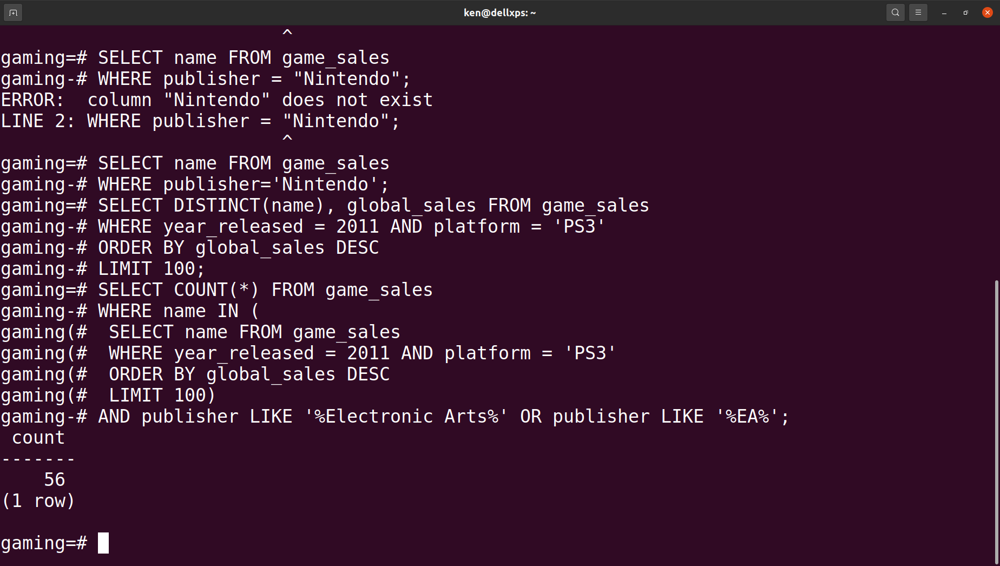 ken@dellxps: ~
^
gaming=# SELECT name FROM game_sales
gaming-# WHERE publisher = "Nintendo";
ERROR:  column "Nintendo" does not exist
LINE 2: WHERE publisher = "Nintendo";
^
gaming=# SELECT name FROM game_sales
gaming-# WHERE publisher='Nintendo';
gaming=# SELECT DISTINCT(name), global_sales FROM game_sales
gaming-# WHERE year_released = 2011 AND platform = 'PS3'
gaming-# ORDER BY global_sales DESC
gaming-# LIMIT 100;
gaming=# SELECT COUNT(*) FROM game_sales
gaming-# WHERE name IN (
gaming(#  SELECT name FROM game_sales
gaming(#  WHERE year_released = 2011 AND platform = 'PS3'
gaming(#  ORDER BY global_sales DESC
gaming(#  LIMIT 100)
gaming-# AND publisher LIKE '%Electronic Arts%' OR publisher LIKE '%EA%';
 count
-------
    56
(1 row)
gaming=#